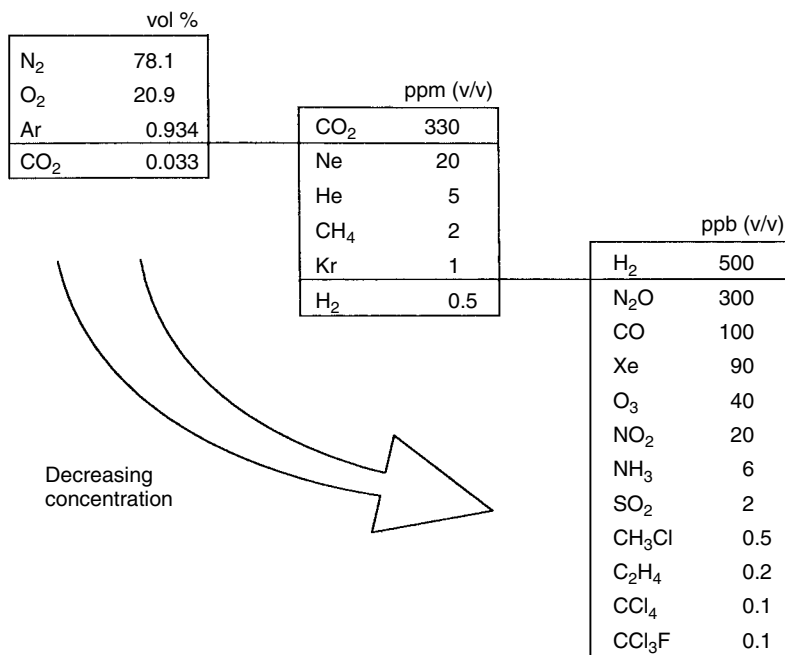 vol %
N₂ 78.1
O₂ 20.9
Ar 0.934
CO₂ 0.033
ppm (v/v)
CO₂ 330
Ne 20
He 5
CH₄ 2
Kr 1
H₂ 0.5
ppb (v/v)
H₂ 500
N₂O 300
CO 100
Xe 90
O₃ 40
NO₂ 20
NH₃ 6
SO₂ 2
CH₃Cl 0.5
C₂H₄ 0.2
CCl₄ 0.1
CCl₃F 0.1
Decreasing
concentration